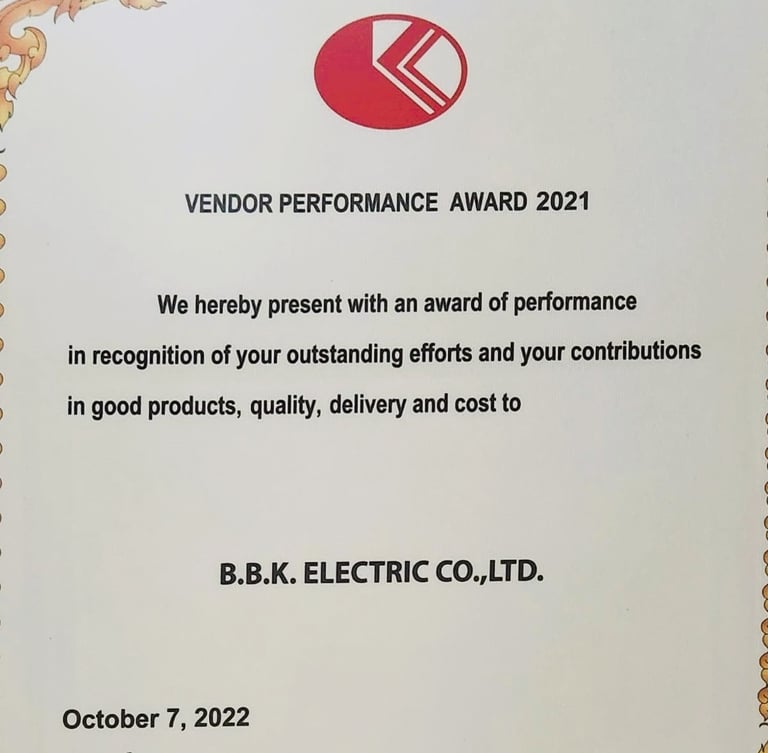 VENDOR PERFORMANCE AWARD 2021
We hereby present with an award of performance
in recognition of your outstanding efforts and your contributions
in good products, quality, delivery and cost to
B.B.K. ELECTRIC CO.,LTD.
October 7, 2022